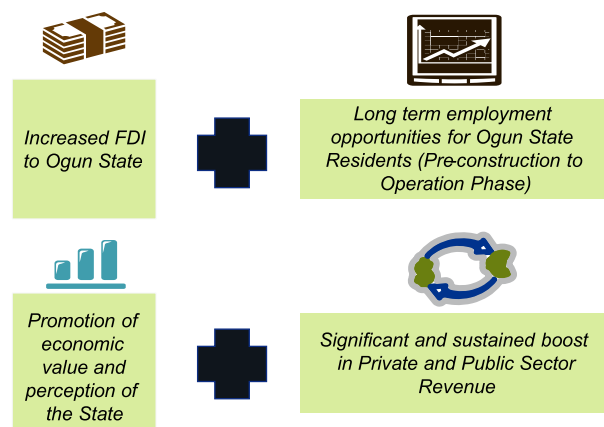 Increased FDI
to Ogun State
Long term employment
opportunities for Ogun State
Residents (Pre-construction to
Operation Phase)
Promotion of
economic
value and
perception of
the State
Significant and sustained boost
in Private and Public Sector
Revenue